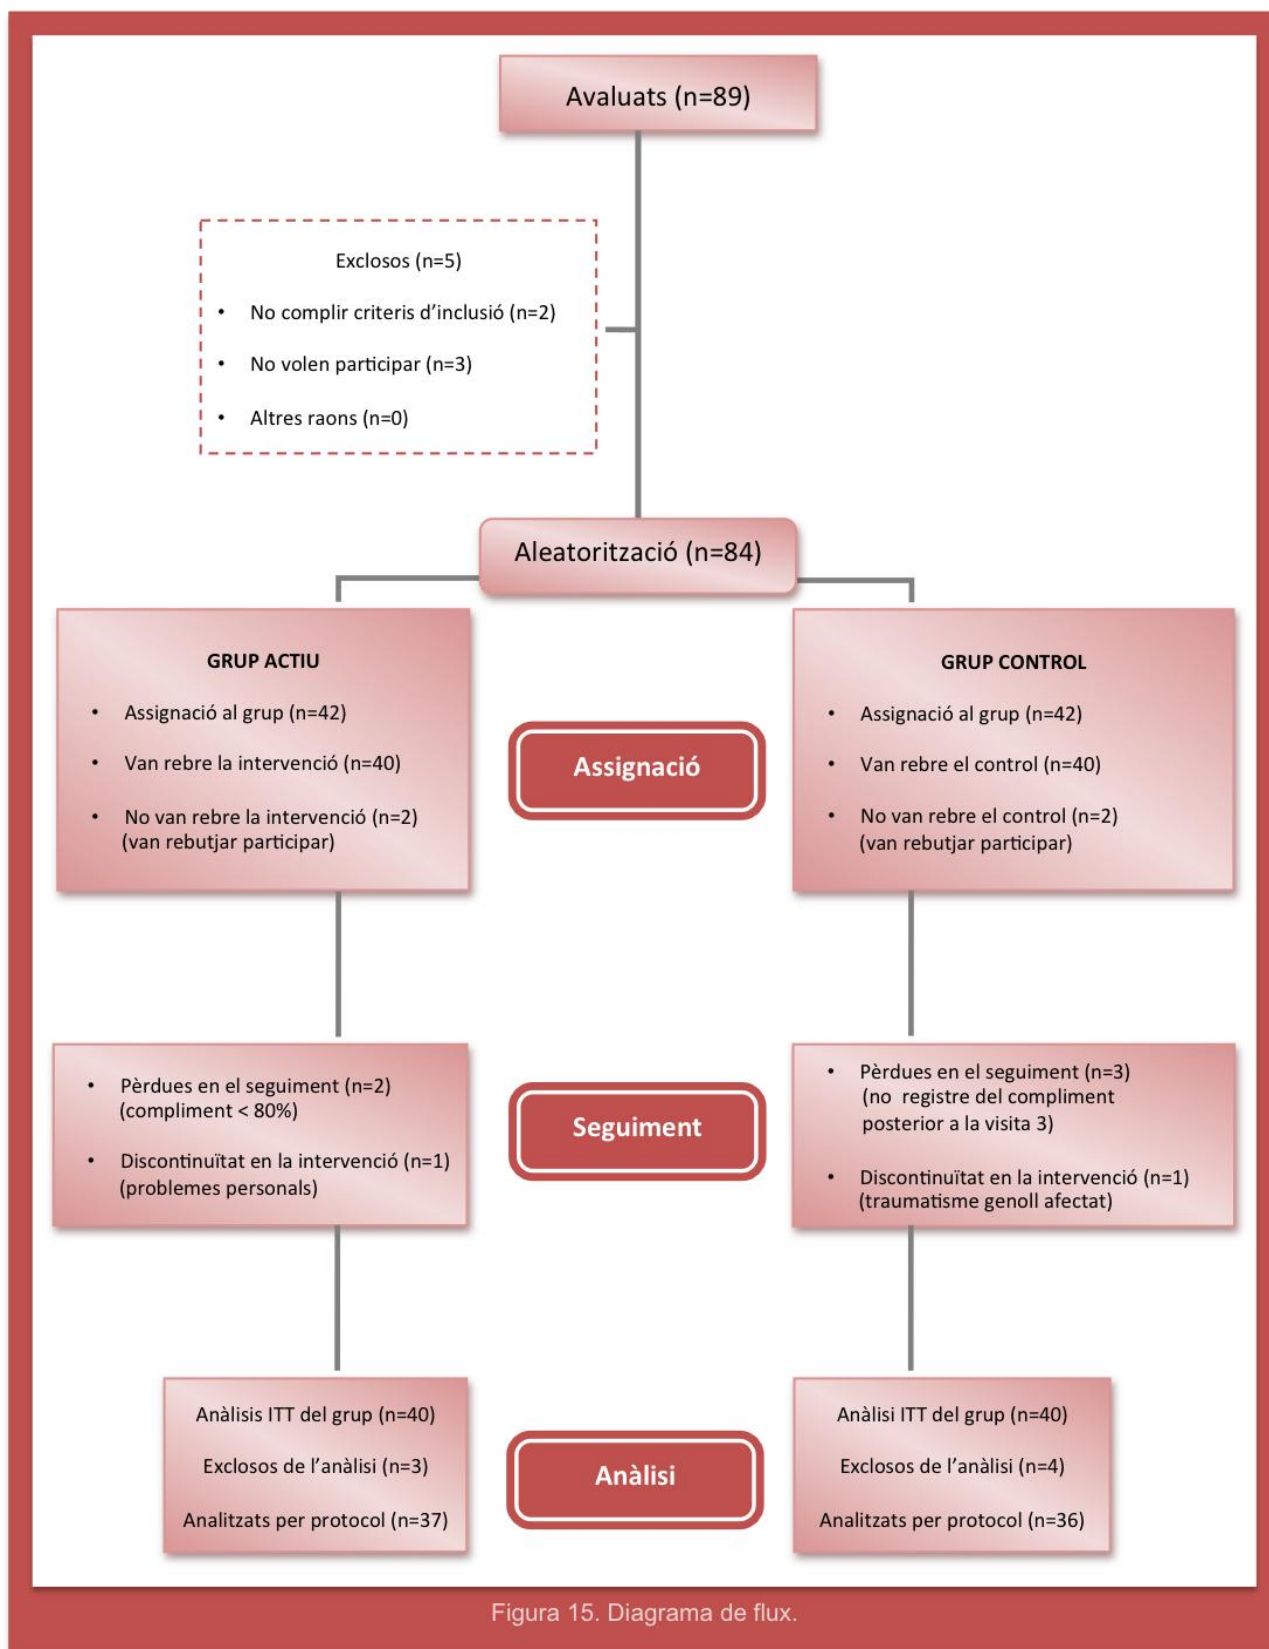 Avaluats (n=89)
Exclosos (n=5)
• No complir criteris d’inclusió (n=2)
• No volen participar (n=3)
• Altres raons (n=0)
Aleatorització (n=84)
GRUP ACTIU
• Assignació al grup (n=42)
• Van rebre la intervenció (n=40)
• No van rebre la intervenció (n=2)
(van rebutjar participar)
Assignació
GRUP CONTROL
• Assignació al grup (n=42)
• Van rebre el control (n=40)
• No van rebre el control (n=2)
(van rebutjar participar)
• Pèrdues en el seguiment (n=2)
(compliment < 80%)
• Discontinuïtat en la intervenció (n=1)
(problemes personals)
Seguiment
• Pèrdues en el seguiment (n=3)
(no registre del compliment
posterior a la visita 3)
• Discontinuïtat en la intervenció (n=1)
(traumatisme genoll afectat)
Anàlisis ITT del grup (n=40)
Exclosos de l’anàlisi (n=3)
Analitzats per protocol (n=37)
Anàlisi
Anàlisi ITT del grup (n=40)
Exclosos de l’anàlisi (n=4)
Analitzats per protocol (n=36)
Figura 15. Diagrama de flux.